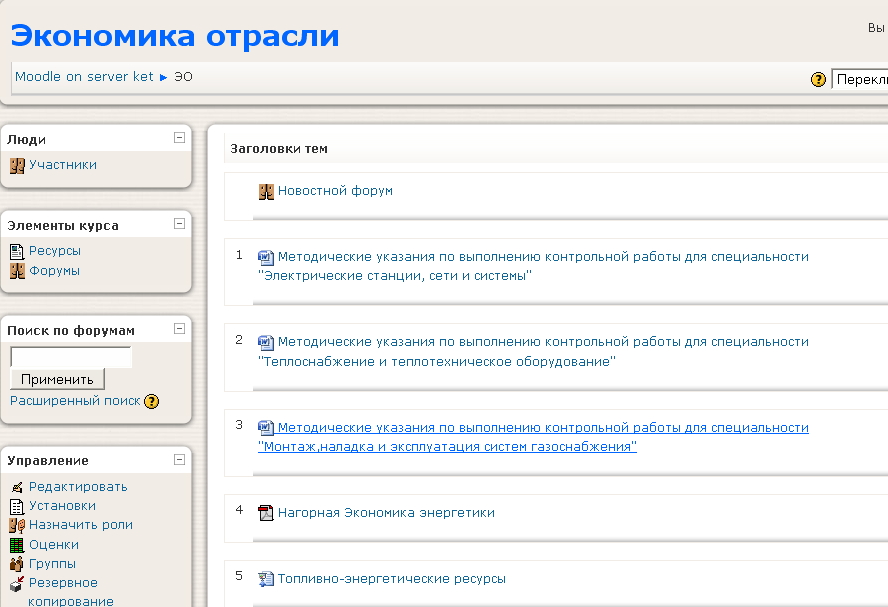 Экономика отрасли
Вы
Moodle on server ket ► ЭО
Люди
Участники
Элементы курса
Ресурсы
Форумы
Поиск по форумам
Применить
Расширенный поиск
Управление
Редактировать
Установки
Назначить роли
Оценки
Группы
Резервное
копирование
Заголовки тем
Новостной форум
1 Методические указания по выполнению контрольной работы для специальности
"Электрические станции, сети и системы"
2 Методические указания по выполнению контрольной работы для специальности
"Теплоснабжение и теплотехническое оборудование"
3 Методические указания по выполнению контрольной работы для специальности
"Монтаж,наладка и эксплуатация систем газоснабжения"
4 Нагорная Экономика энергетики
5 Топливно-энергетические ресурсы